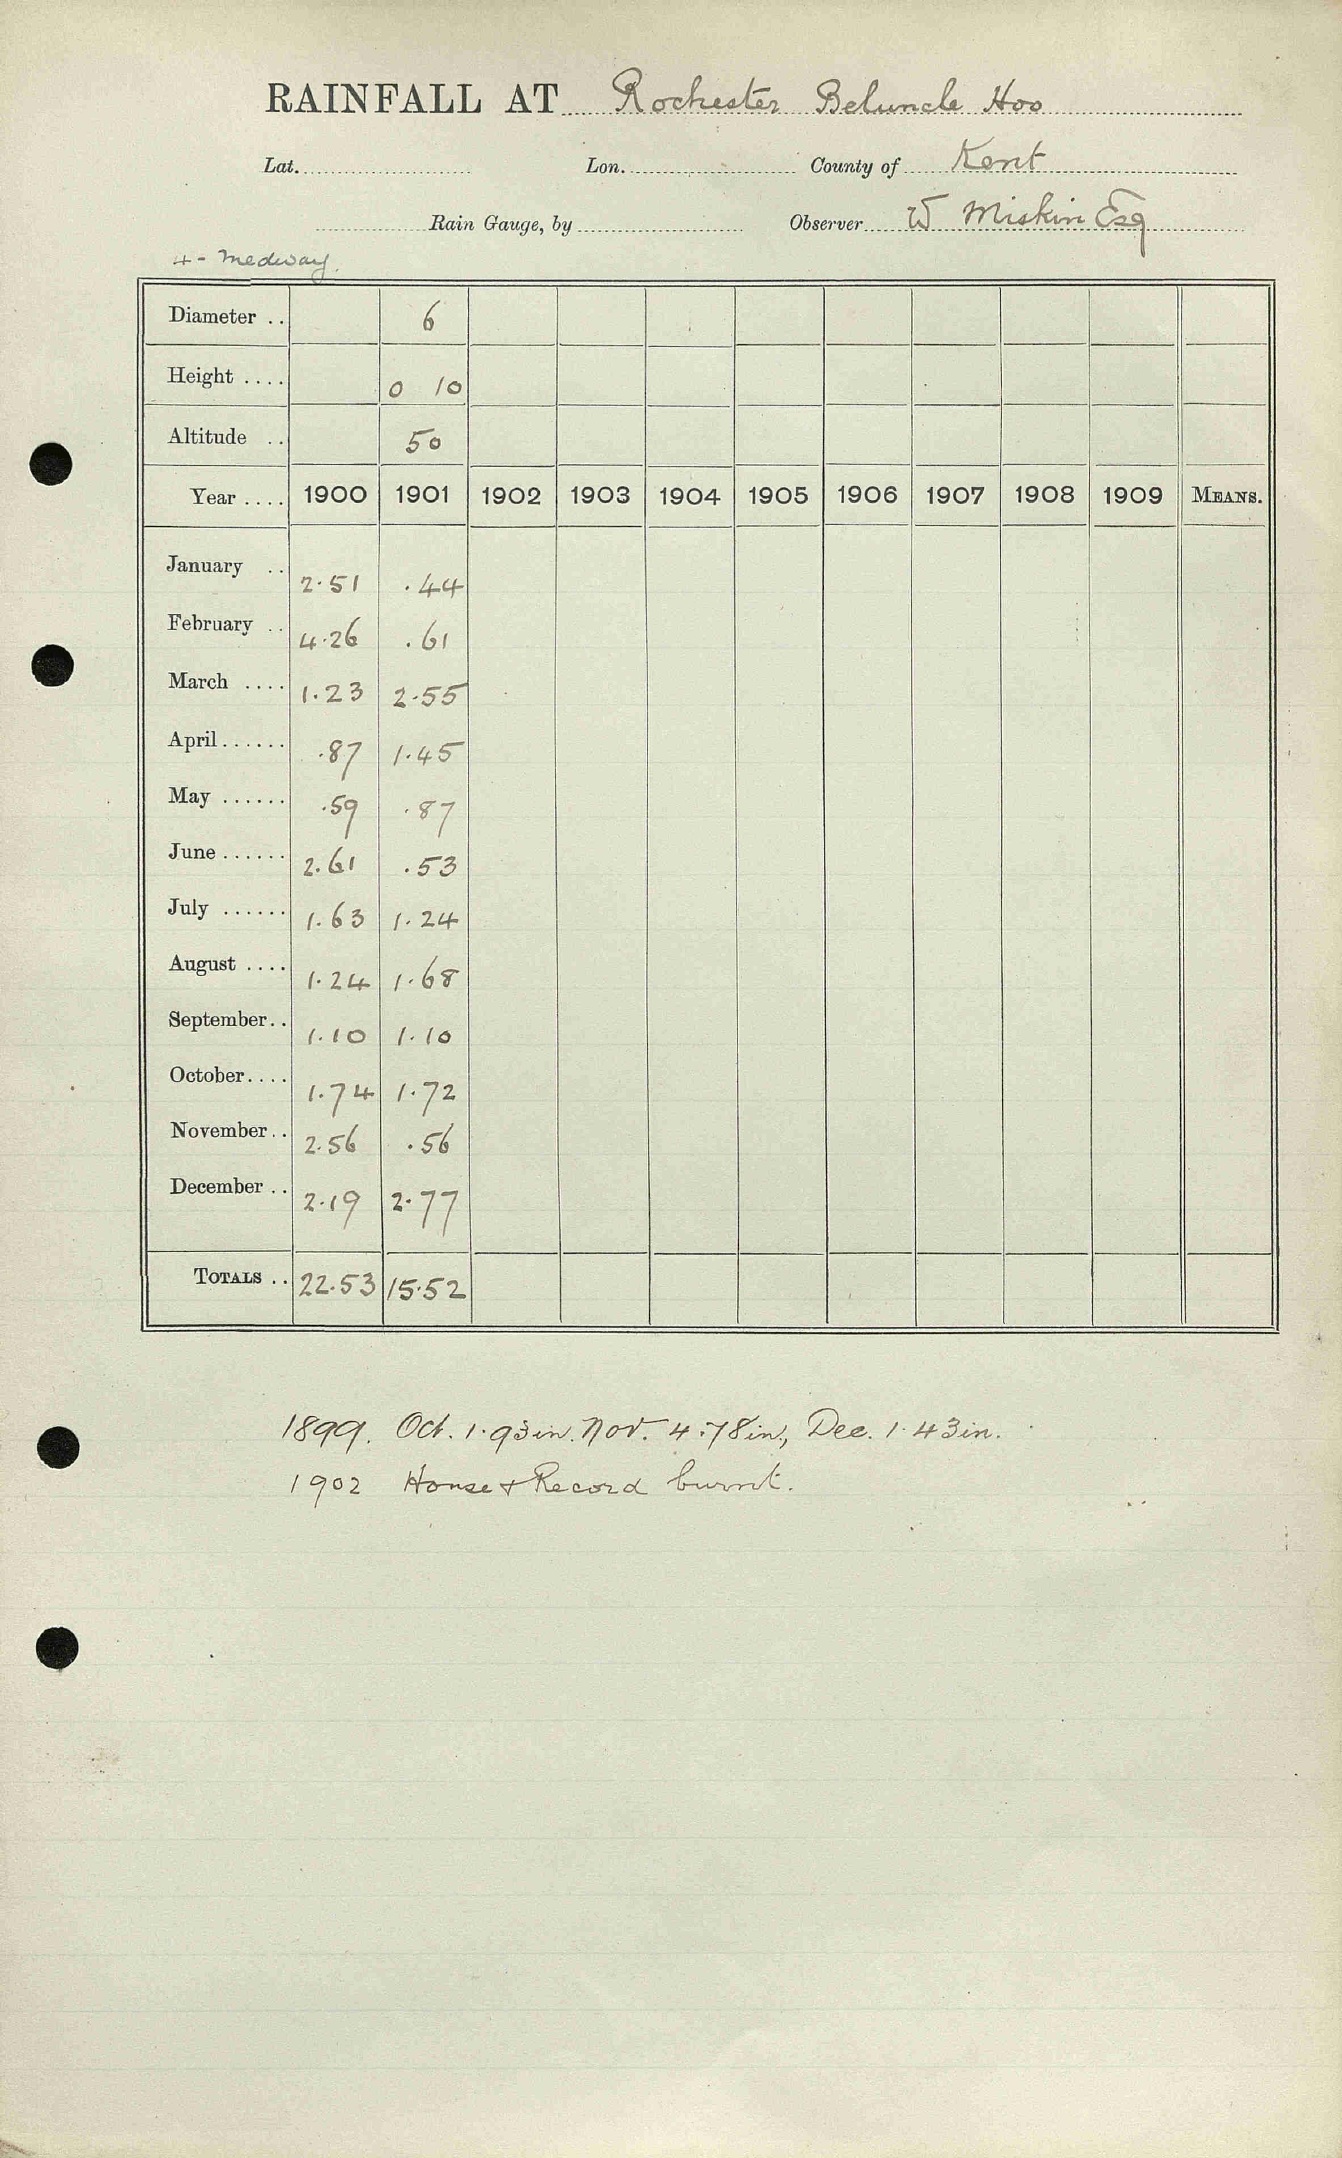 RAINFALL AT Rochester Beluncle Hoo
Lat. Lon. County of Kent
Rain Gauge, by Observer W Miskin Esq
4 - Medway.
Diameter .. 6
Height .... 0 10
Altitude .. 50
Year .... 1900 1901 1902 1903 1904 1905 1906 1907 1908 1909 MEANS.
January .. 2.51 .44
February .. 4.26 .61
March .... 1.23 2.55
April...... .87 1.45
May ...... .59 .87
June...... 2.61 .53
July ...... 1.63 1.24
August .... 1.24 1.68
September.. 1.10 1.10
October.... 1.74 1.72
November.. 2.56 .56
December .. 2.19 2.77
TOTALS .. 22.53 15.52
1899. Oct. 1.93in. Nov. 4.78in, Dec. 1.43in.
1902 House & Record burnt.